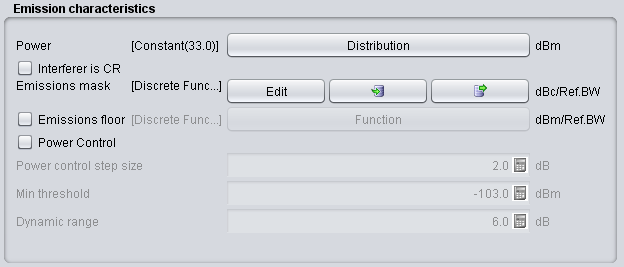 Emission characteristics
Power [Constant(33.0)] Distribution dBm
Interferer is CR
Emissions mask [Discrete Func...] Edit dBc/Ref.BW
Emissions floor [Discrete Func...] Function dBm/Ref.BW
Power Control
Power control step size 2.0 dB
Min threshold -103.0 dBm
Dynamic range 6.0 dB